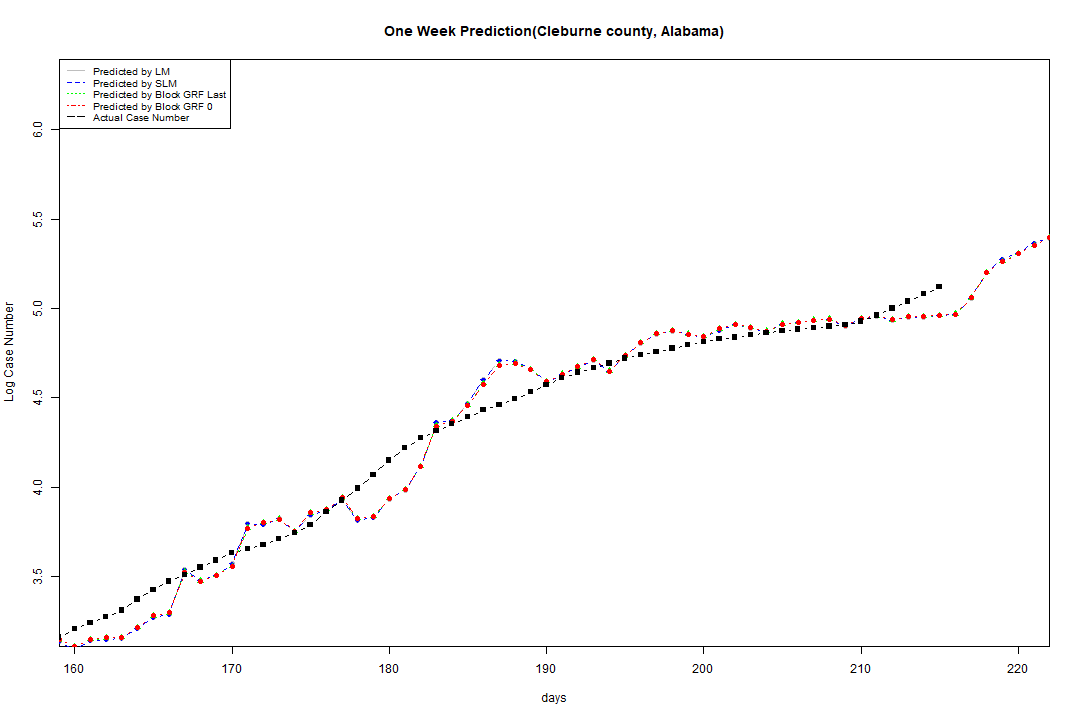 One Week Prediction(Cleburne county, Alabama)
Predicted by LM
Predicted by SLM
Predicted by Block GRF Last
Predicted by Block GRF 0
Actual Case Number
6.0
5.5
5.0
4.5
4.0
3.5
Log Case Number
160 170 180 190 200 210 220
days